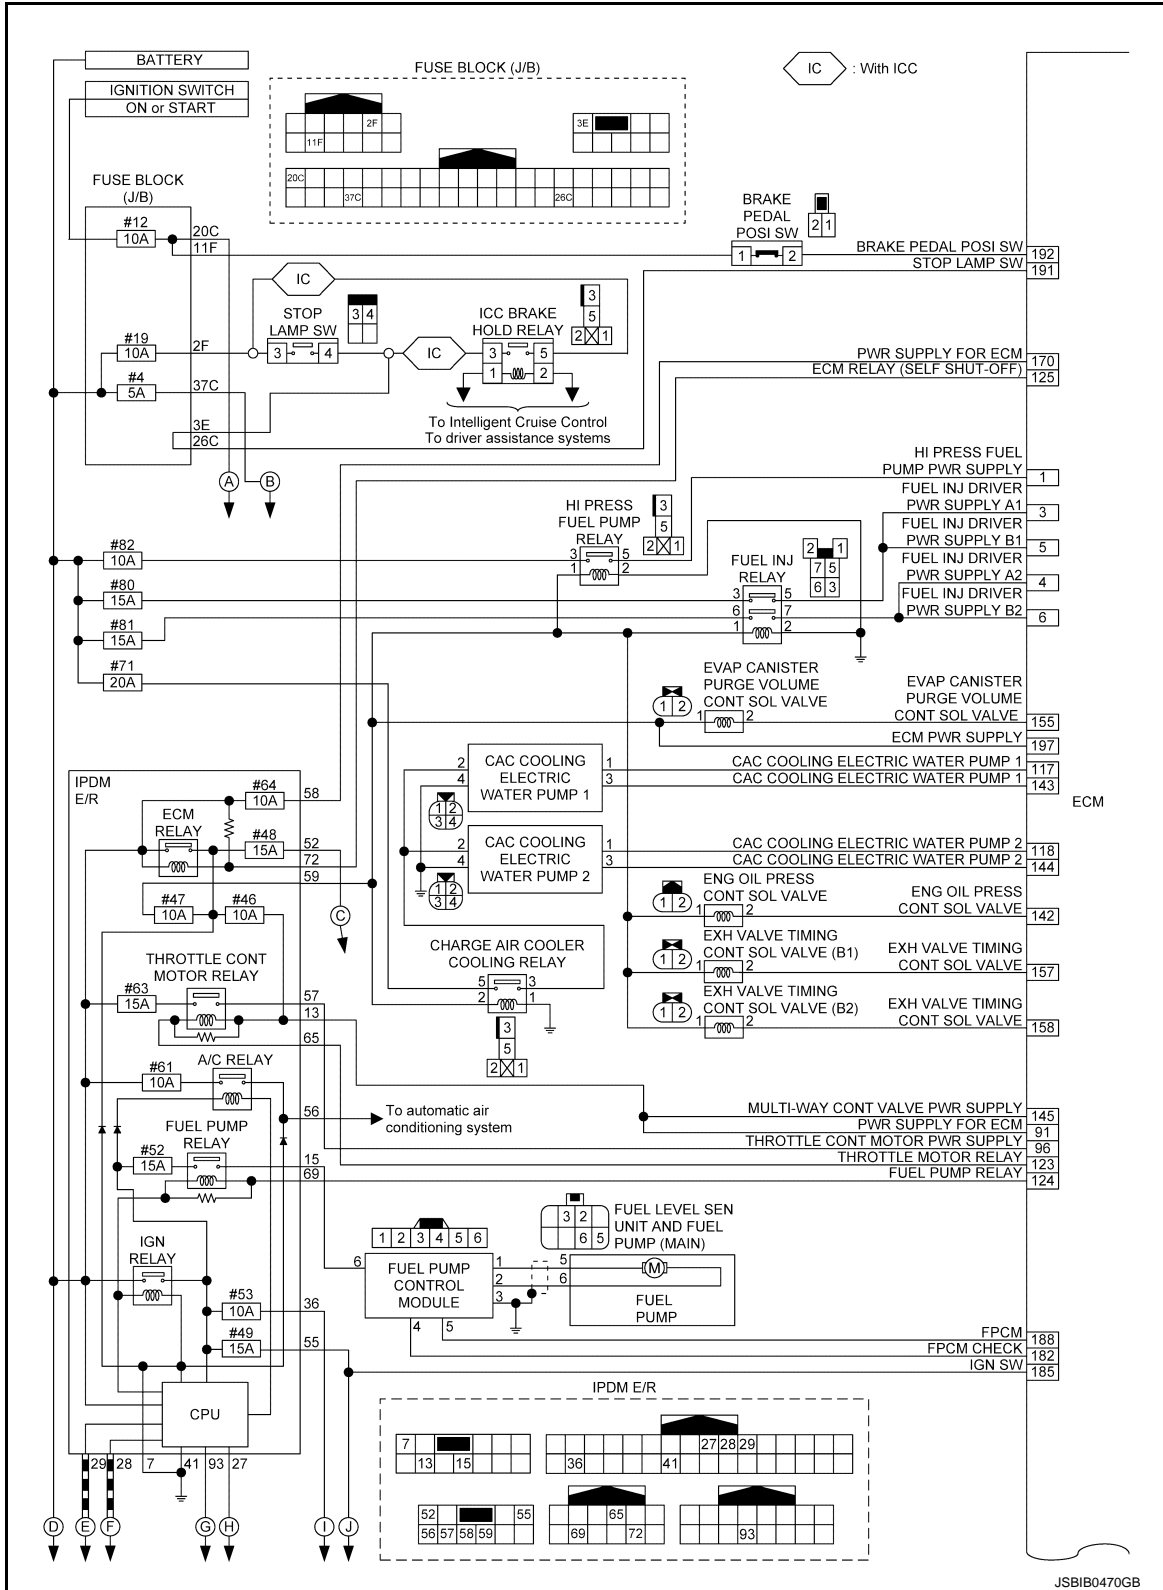 BATTERY
IGNITION SWITCH
ON or START
FUSE BLOCK (J/B)
IC : With ICC
2F
11F
3E
20C
37C
26C
FUSE BLOCK
(J/B)
#12
10A
20C
11F
BRAKE
PEDAL
POSI SW
2 1
1 2
BRAKE PEDAL POSI SW
192
STOP LAMP SW
191
IC
STOP
LAMP SW
3 4
3 4
IC
ICC BRAKE
HOLD RELAY
3
5
2 1
3 5
1 2
#19
10A
2F
#4
5A
37C
3E
26C
To Intelligent Cruise Control
To driver assistance systems
PWR SUPPLY FOR ECM
170
ECM RELAY (SELF SHUT-OFF)
125
A
B
HI PRESS FUEL
PUMP PWR SUPPLY
1
FUEL INJ DRIVER
PWR SUPPLY A1
3
FUEL INJ DRIVER
PWR SUPPLY B1
5
FUEL INJ DRIVER
PWR SUPPLY A2
4
FUEL INJ DRIVER
PWR SUPPLY B2
6
HI PRESS
FUEL PUMP
RELAY
3
5
2 1
3 5
1 2
FUEL INJ
RELAY
2 1
7 5
6 3
3 5
6 7
1 2
#82
10A
#80
15A
#81
15A
#71
20A
EVAP CANISTER
PURGE VOLUME
CONT SOL VALVE
1 2
1 2
EVAP CANISTER
PURGE VOLUME
CONT SOL VALVE
155
ECM PWR SUPPLY
197
2
4
CAC COOLING
ELECTRIC
WATER PUMP 1
1
3
1 2
3 4
CAC COOLING ELECTRIC WATER PUMP 1
117
CAC COOLING ELECTRIC WATER PUMP 1
143
ECM
2
4
CAC COOLING
ELECTRIC
WATER PUMP 2
1
3
1 2
3 4
CAC COOLING ELECTRIC WATER PUMP 2
118
CAC COOLING ELECTRIC WATER PUMP 2
144
ENG OIL PRESS
CONT SOL VALVE
1 2
1 2
ENG OIL PRESS
CONT SOL VALVE
142
EXH VALVE TIMING
CONT SOL VALVE (B1)
1 2
1 2
EXH VALVE TIMING
CONT SOL VALVE
157
EXH VALVE TIMING
CONT SOL VALVE (B2)
1 2
1 2
EXH VALVE TIMING
CONT SOL VALVE
158
IPDM
E/R
#64
10A
58
ECM
RELAY
#48
15A
52
72
59
#47
10A
#46
10A
C
CHARGE AIR COOLER
COOLING RELAY
5 3
2 1
3
5
2 1
THROTTLE CONT
MOTOR RELAY
#63
15A
57
13
65
A/C RELAY
#61
10A
56
To automatic air
conditioning system
FUEL PUMP
RELAY
#52
15A
15
69
MULTI-WAY CONT VALVE PWR SUPPLY
145
PWR SUPPLY FOR ECM
91
THROTTLE CONT MOTOR PWR SUPPLY
96
THROTTLE MOTOR RELAY
123
FUEL PUMP RELAY
124
IGN
RELAY
#53
10A
36
#49
15A
55
1 2 3 4 5 6
6
FUEL PUMP
CONTROL
MODULE
1
2
3
4 5
3 2
6 5
FUEL LEVEL SEN
UNIT AND FUEL
PUMP (MAIN)
5
6
M
FUEL
PUMP
FPCM
188
FPCM CHECK
182
IGN SW
185
CPU
29 28 7 41 93 27
IPDM E/R
7
13 15
27 28 29
36 41
52 55
56 57 58 59
65
69 72
93
D E F G H I J
JSBIB0470GB